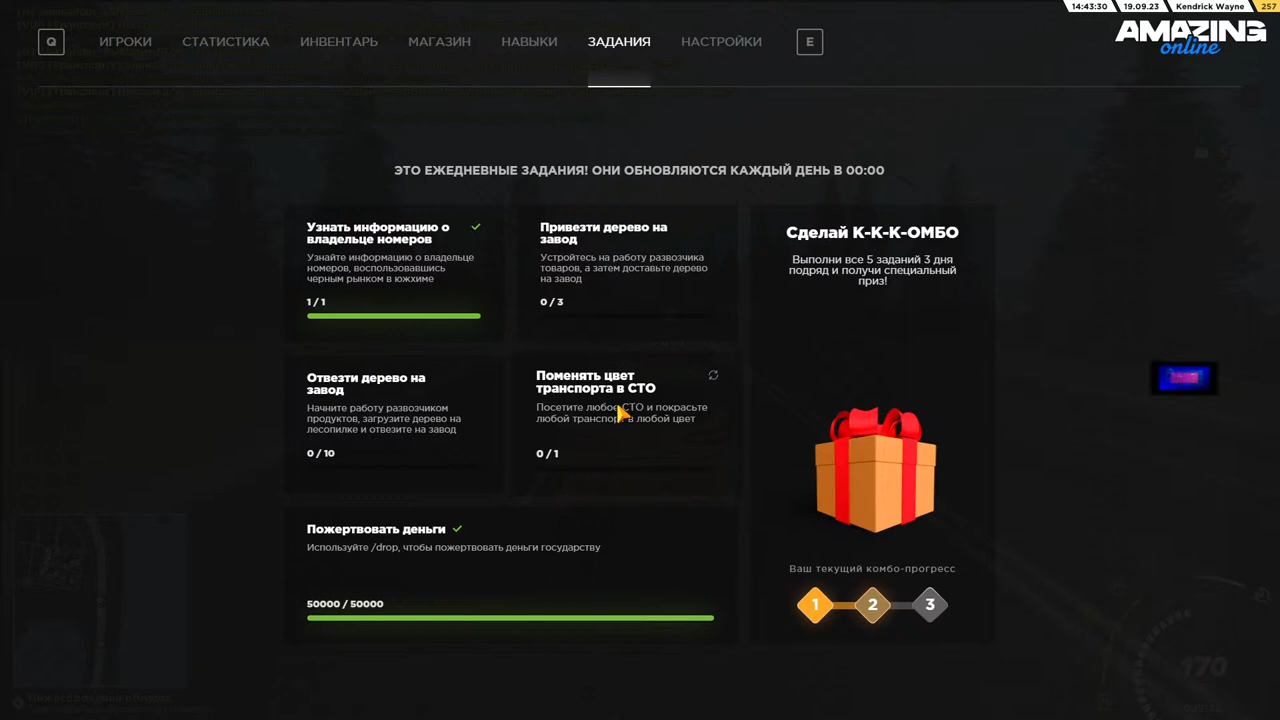 14:43:30 19.09.23 Kendrick Wayne 257
AMAZING
online
Q ИГРОКИ СТАТИСТИКА ИНВЕНТАРЬ МАГАЗИН НАВЫКИ ЗАДАНИЯ НАСТРОЙКИ E
ЭТО ЕЖЕДНЕВНЫЕ ЗАДАНИЯ! ОНИ ОБНОВЛЯЮТСЯ КАЖДЫЙ ДЕНЬ В 00:00
Узнать информацию о
владельце номеров
Узнайте информацию о владельце
номеров, воспользовавшись
черным рынком в южхиме
1 / 1
Привезти дерево на
завод
Устройтесь на работу развозчика
товаров, а затем доставьте дерево
на завод
0 / 3
Отвезти дерево на
завод
Начните работу развозчиком
продуктов, загрузите дерево на
лесопилке и отвезите на завод
0 / 10
Поменять цвет
транспорта в СТО
Посетите любое СТО и покрасьте
любой транспорт в любой цвет
0 / 1
Пожертвовать деньги
Используйте /drop, чтобы пожертвовать деньги государству
50000 / 50000
Сделай К-К-К-ОМБО
Выполни все 5 заданий 3 дня
подряд и получи специальный
приз!
Ваш текущий комбо-прогресс
1 2 3
170